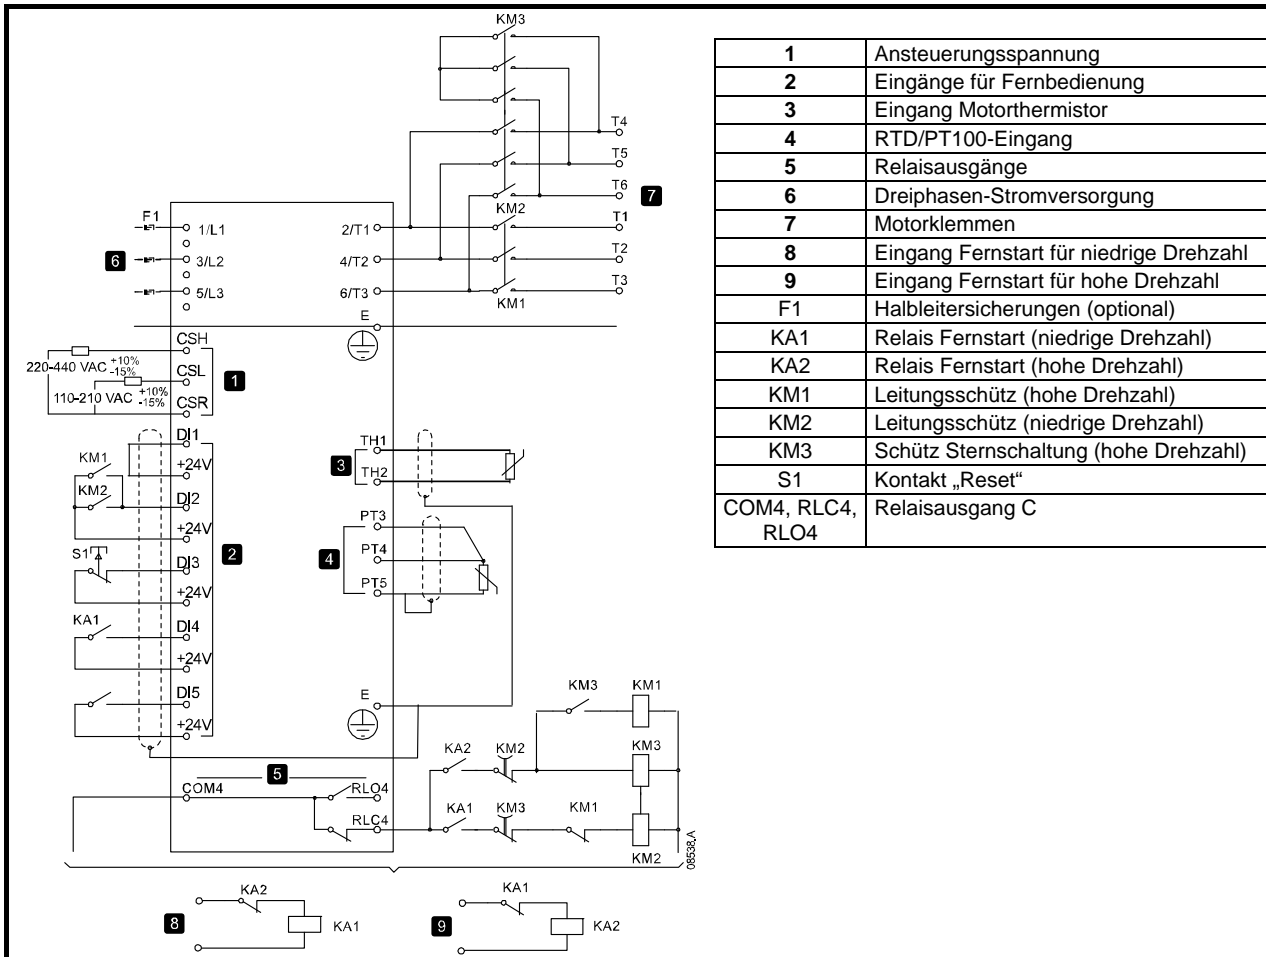 KM3
T4
T5
T6
7
KM2
T1
T2
T3
KM1
F1
1/L1
2/T1
6
3/L2
4/T2
5/L3
6/T3
E
CSH
220-440 VAC +10% -15%
CSL
1
110-210 VAC +10% -15%
CSR
DI1
KM1
+24V
TH1
3
TH2
KM2
DI2
+24V
PT3
S1
DI3
2
4
PT4
+24V
PT5
KA1
DI4
+24V
DI5
E
+24V
KM3
KM1
KA2
KM2
KM3
5
COM4
RLO4
KA1
KM3
KM1
RLC4
KM2
08538.A
KA2
8
KA1
KA1
9
KA2
1 Ansteuerungsspannung
2 Eingänge für Fernbedienung
3 Eingang Motorthermistor
4 RTD/PT100-Eingang
5 Relaisausgänge
6 Dreiphasen-Stromversorgung
7 Motorklemmen
8 Eingang Fernstart für niedrige Drehzahl
9 Eingang Fernstart für hohe Drehzahl
F1 Halbleitersicherungen (optional)
KA1 Relais Fernstart (niedrige Drehzahl)
KA2 Relais Fernstart (hohe Drehzahl)
KM1 Leitungsschütz (hohe Drehzahl)
KM2 Leitungsschütz (niedrige Drehzahl)
KM3 Schütz Sternschaltung (hohe Drehzahl)
S1 Kontakt „Reset“
COM4, RLC4, Relaisausgang C
RLO4